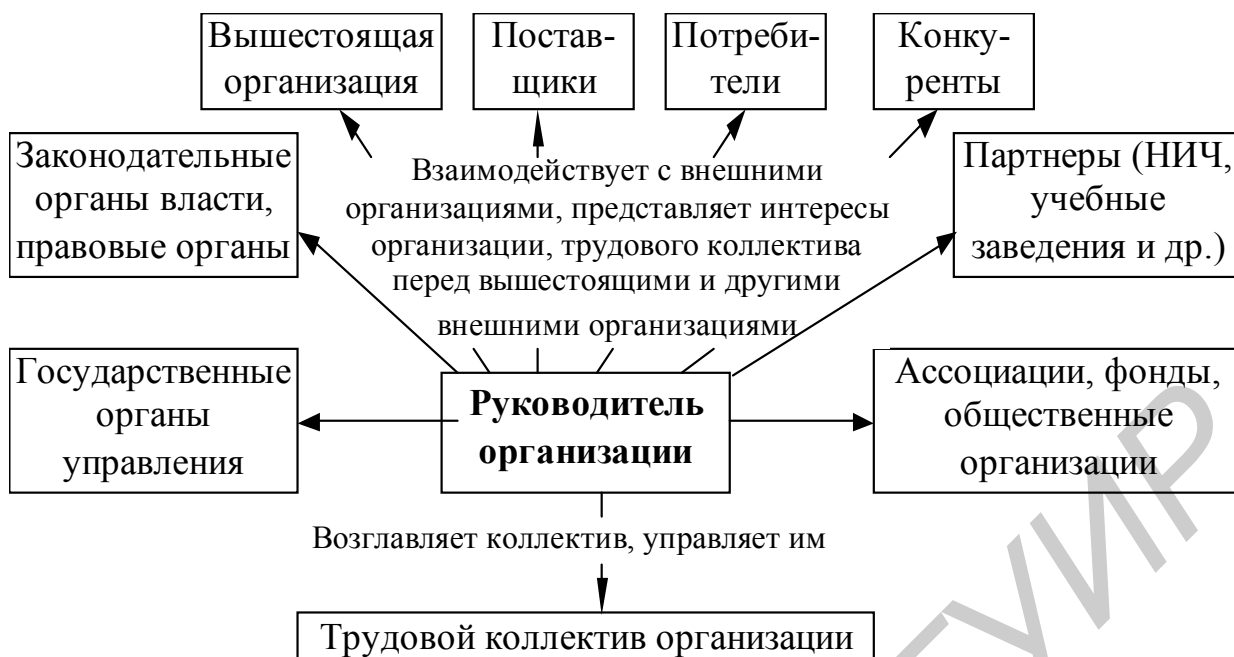 Вышестоящая
организация
Постав-
щики
Потреби-
тели
Конку-
ренты
Законодательные
органы власти,
правовые органы
Взаимодействует с внешними
организациями, представляет интересы
организации, трудового коллектива
перед вышестоящими и другими
внешними организациями
Партнеры (НИЧ,
учебные
заведения и др.)
Государственные
органы
управления
Руководитель
организации
Ассоциации, фонды,
общественные
организации
Возглавляет коллектив, управляет им
Трудовой коллектив организации
ГУИР